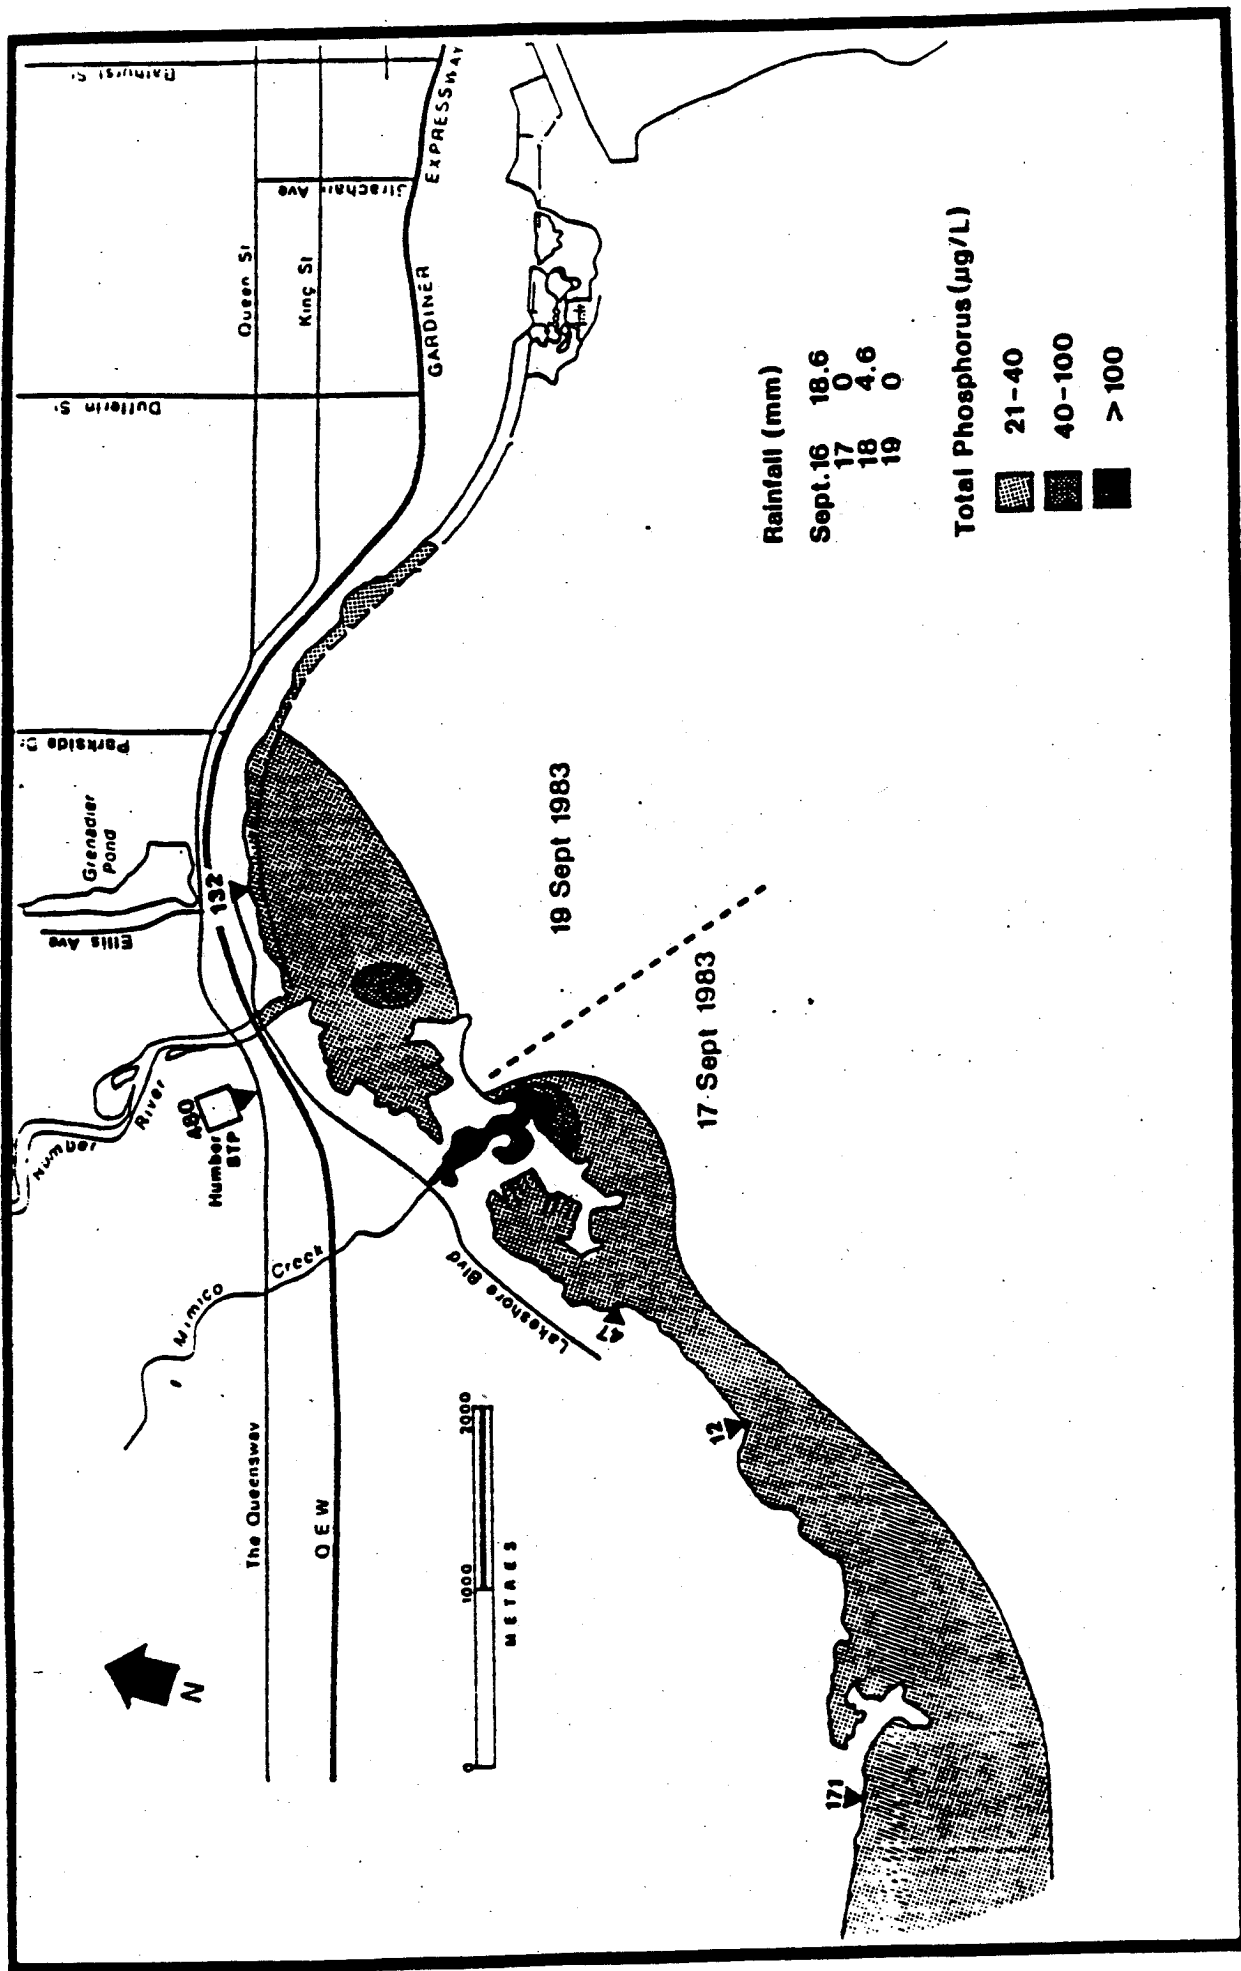 Bathurst St
Strachan Ave
EXPRESSWAY
Queen St
King St
GARDINER
Dufferin St
Parkside Dr
Grenadier
Pond
Ellis Ave
132
Humber
River
480
Humber
STP
Mimico
Creek
Lakeshore Blvd
The Queensway
QEW
N
0
1000
2000
METRES
47
12
171
19 Sept 1983
17 Sept 1983
Rainfall (mm)
Sept.16 18.6
17 0
18 4.6
19 0
Total Phosphorus (µg/L)
21-40
40-100
>100